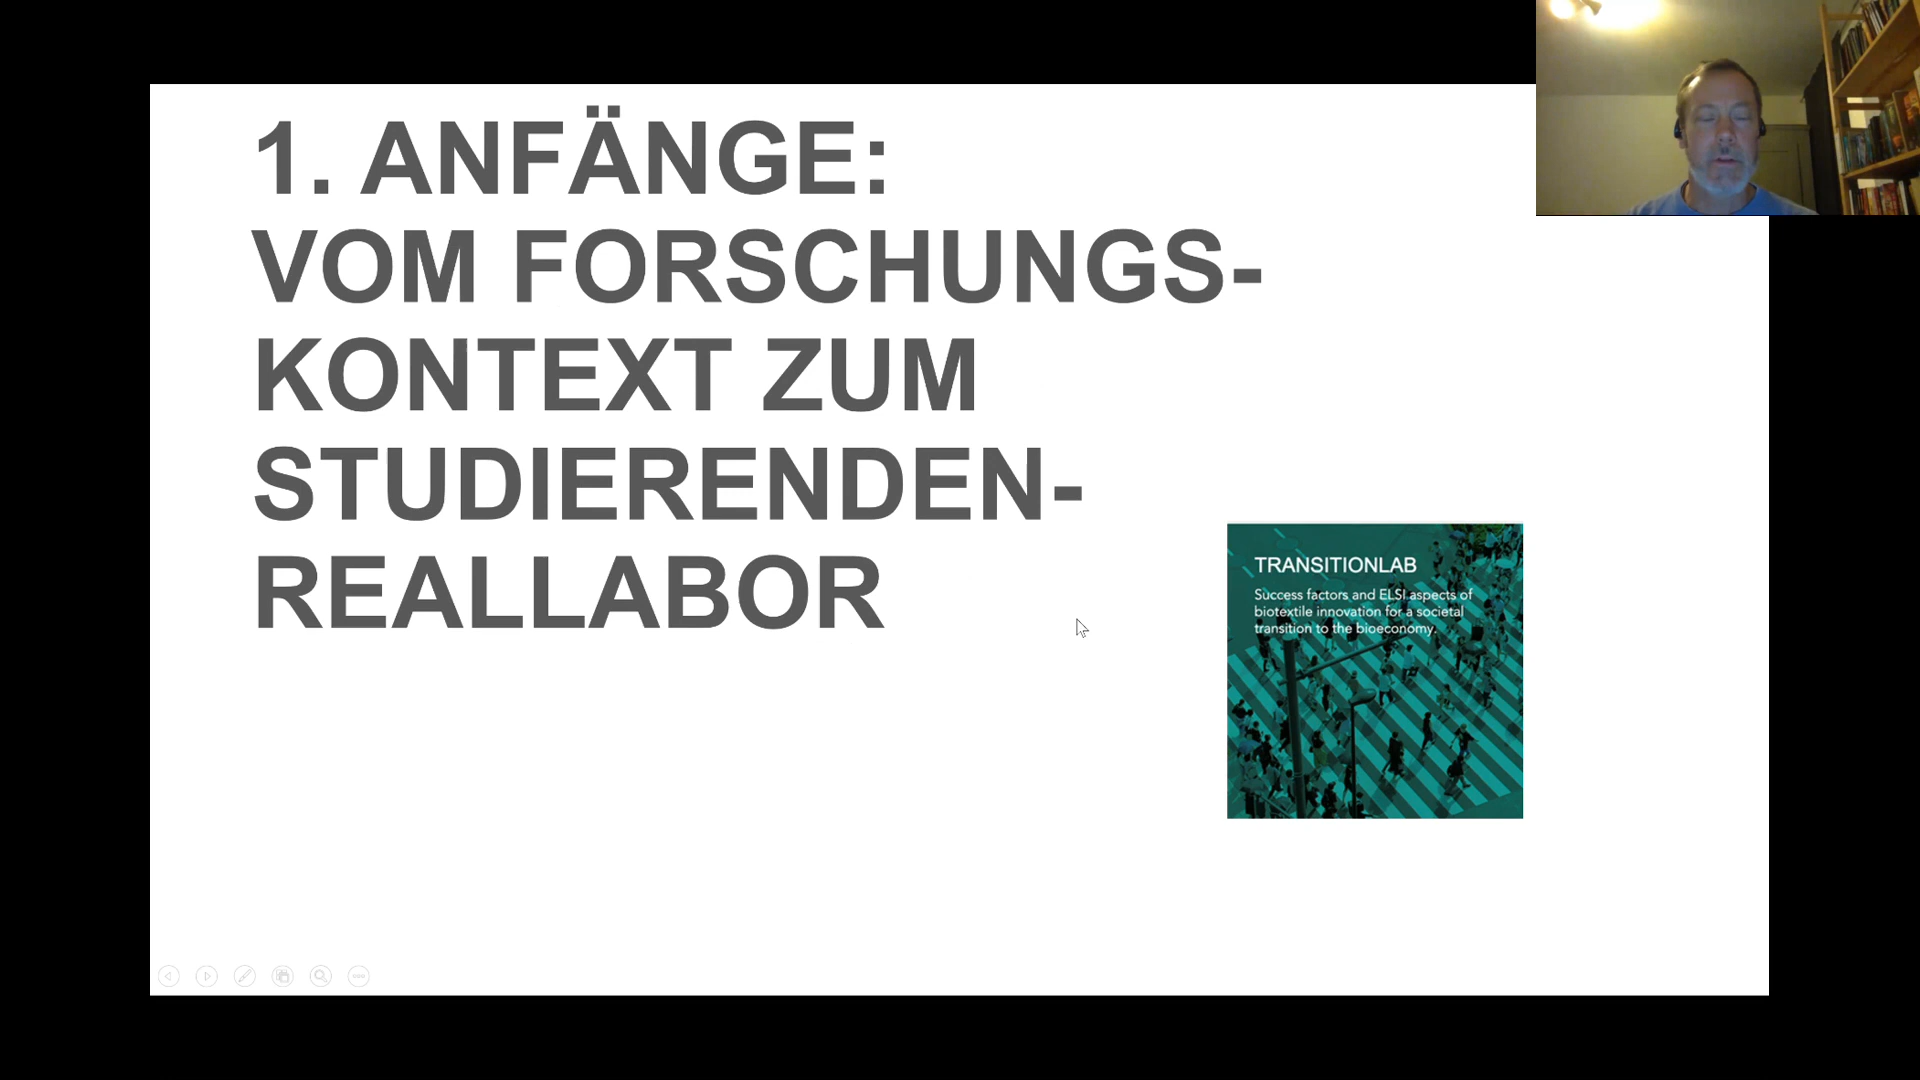 1. ANFÄNGE:
VOM FORSCHUNGS-
KONTEXT ZUM
STUDIERENDEN-
REALLABOR
TRANSITIONLAB
Success factors and ELSI aspects of
biotextile innovation for a societal
transition to the bioeconomy.